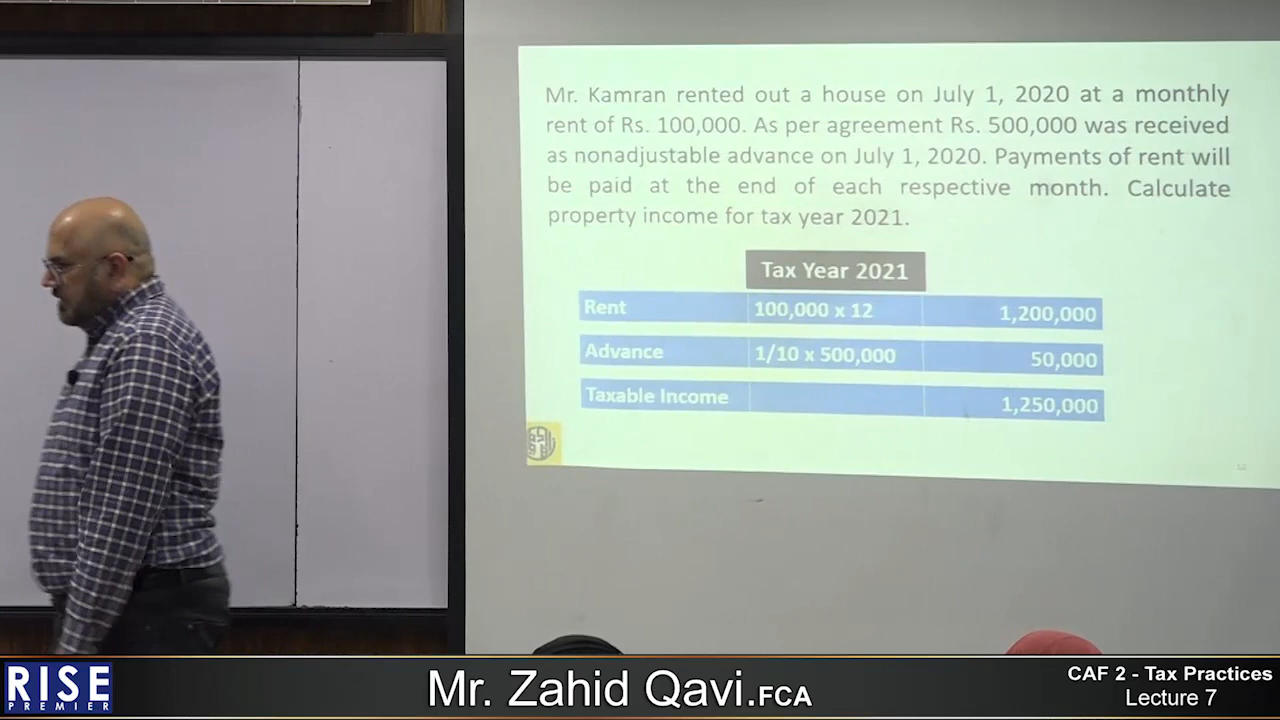 Mr. Kamran rented out a house on July 1, 2020 at a monthly
rent of Rs. 100,000. As per agreement Rs. 500,000 was received
as nonadjustable advance on July 1, 2020. Payments of rent will
be paid at the end of each respective month. Calculate
property income for tax year 2021.
Tax Year 2021
Rent 100,000 x 12 1,200,000
Advance 1/10 x 500,000 50,000
Taxable Income 1,250,000
RISE
PREMIER
Mr. Zahid Qavi.FCA
CAF 2 - Tax Practices
Lecture 7